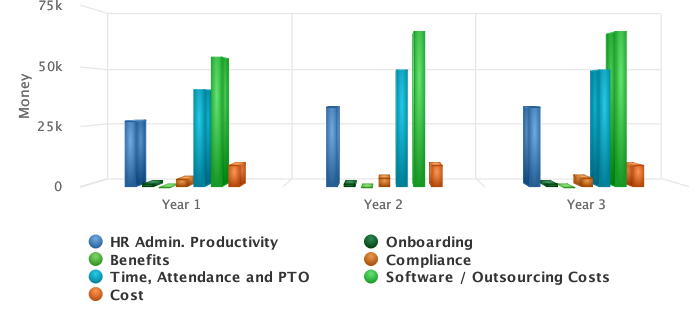 75k
50k
25k
0
Money
Year 1 Year 2 Year 3
HR Admin. Productivity Onboarding
Benefits Compliance
Time, Attendance and PTO Software / Outsourcing Costs
Cost